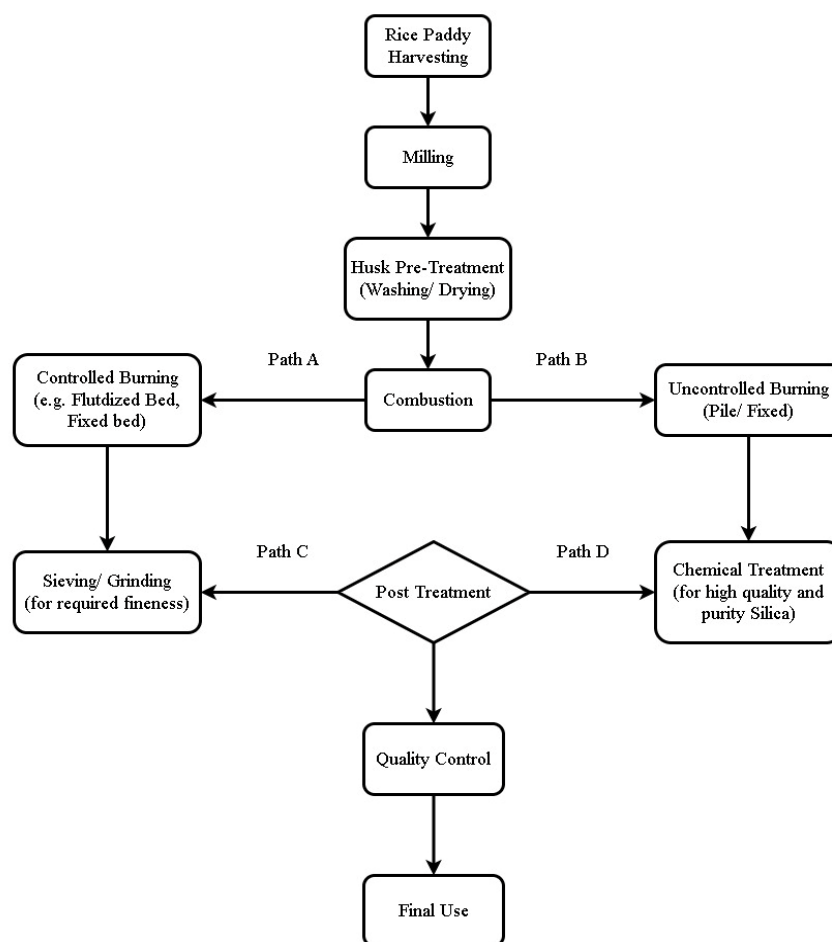 Rice Paddy
Harvesting
Milling
Husk Pre-Treatment
(Washing/ Drying)
Path A
Path B
Controlled Burning
(e.g. Flutdized Bed,
Fixed bed)
Combustion
Uncontrolled Burning
(Pile/ Fixed)
Path C
Path D
Sieving/ Grinding
(for required fineness)
Post Treatment
Chemical Treatment
(for high quality and
purity Silica)
Quality Control
Final Use